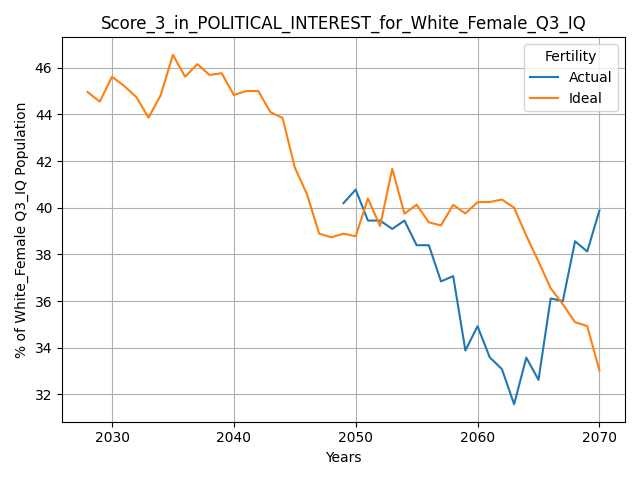 Score_3_in_POLITICAL_INTEREST_for_White_Female_Q3_IQ
Fertility
Actual
Ideal
% of White_Female Q3_IQ Population
46
44
42
40
38
36
34
32
2030
2040
2050
2060
2070
Years